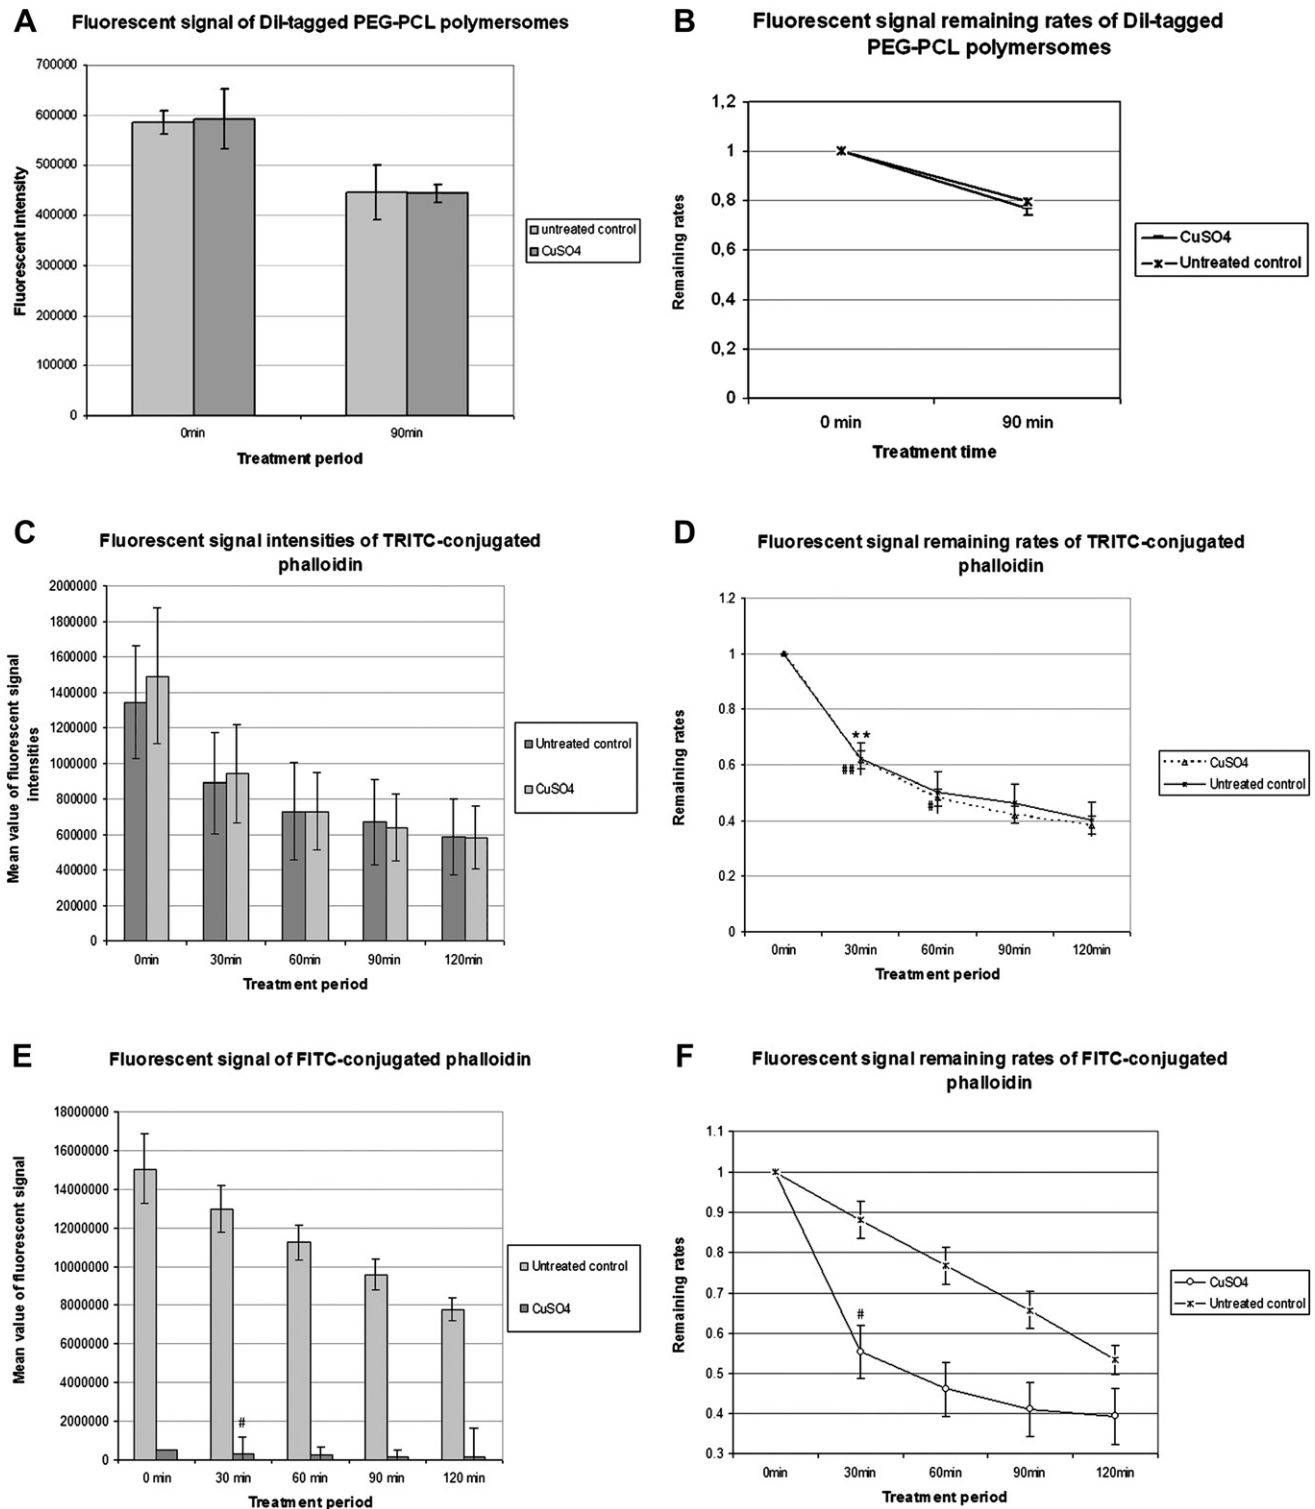 A
Fluorescent signal of DiI-tagged PEG-PCL polymersomes
700000
600000
500000
400000
300000
200000
100000
0
Fluorescent intensity
0min
90min
Treatment period
untreated control
CuSO4
B
Fluorescent signal remaining rates of DiI-tagged
PEG-PCL polymersomes
1,2
1
0,8
0,6
0,4
0,2
0
Remaining rates
0 min
90 min
Treatment time
CuSO4
Untreated control
C
Fluorescent signal intensities of TRITC-conjugated
phalloidin
2000000
1800000
1600000
1400000
1200000
1000000
800000
600000
400000
200000
0
Mean value of fluorescent signal
intensities
0min
30min
60min
90min
120min
Treatment period
Untreated control
CuSO4
D
Fluorescent signal remaining rates of TRITC-conjugated
phalloidin
1.2
1
0.8
0.6
0.4
0.2
0
Remaining rates
**
##
#
0min
30min
60min
90min
120min
Treatment period
CuSO4
Untreated control
E
Fluorescent signal of FITC-conjugated phalloidin
18000000
16000000
14000000
12000000
10000000
8000000
6000000
4000000
2000000
0
Mean value of fluorescent signal
#
0 min
30 min
60 min
90 min
120 min
Treatment period
Untreated control
CuSO4
F
Fluorescent signal remaining rates of FITC-conjugated
phalloidin
1.1
1
0.9
0.8
0.7
0.6
0.5
0.4
0.3
Remaining rates
#
0min
30min
60min
90min
120min
Treatment period
CuSO4
Untreated control